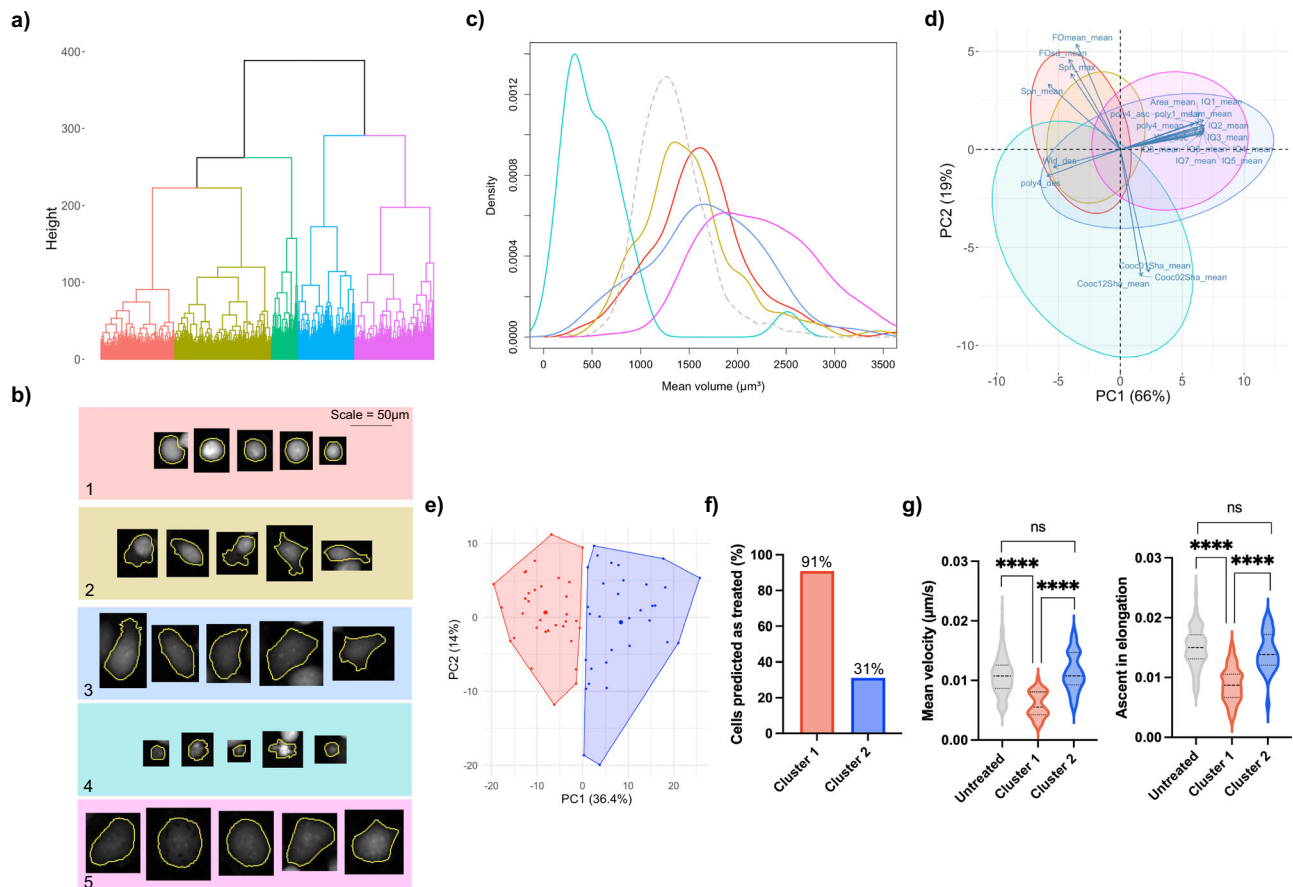 a)
Height
400
300
200
100
0
b)
Scale = 50µm
1
2
3
4
5
c)
Density
0.0012
0.0008
0.0004
0.0000
0
500
1000
1500
2000
2500
3000
3500
Mean volume (µm³)
d)
PC2 (19%)
5
0
-5
-10
-10
-5
0
5
10
PC1 (66%)
FOmean_mean
FOsd_mean
Sph_max
Sph_mean
Area_mean
IQ1_mean
poly4_asc
poly1_mean
Len_mean
poly4_mean
IQ2_mean
IQ3_mean
IQ6_mean
IQ4_mean
IQ7_mean
IQ5_mean
Wid_des
poly4_des
Cooc01Sha_mean
Cooc02Sha_mean
Cooc12Sha_mean
e)
PC2 (14%)
10
0
-10
-20
-20
-10
0
10
20
PC1 (36.4%)
f)
Cells predicted as treated (%)
100
80
60
40
20
0
91%
31%
Cluster 1
Cluster 2
g)
Mean velocity (µm/s)
0.03
0.02
0.01
0.00
ns
****
****
Untreated
Cluster 1
Cluster 2
Ascent in elongation
0.03
0.02
0.01
0.00
ns
****
****
Untreated
Cluster 1
Cluster 2